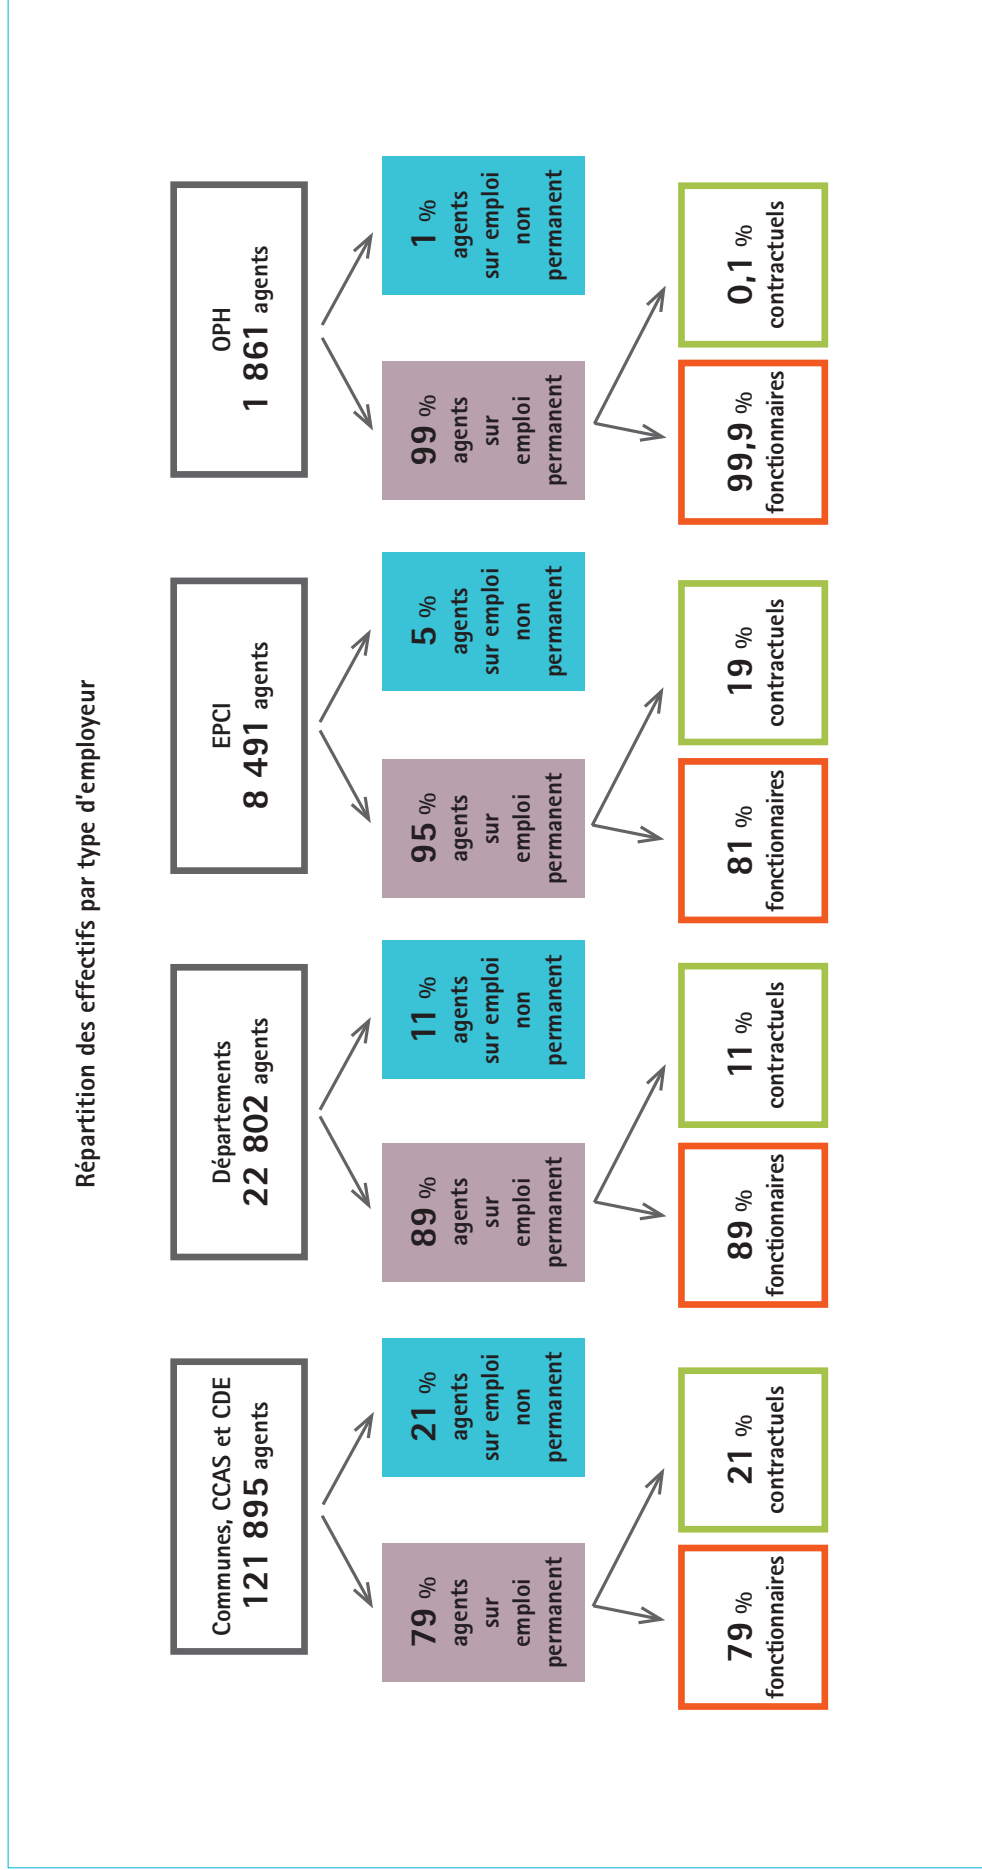 Répartition des effectifs par type d'employeur
Communes, CCAS et CDE
121 895 agents
79 %
agents
sur
emploi
permanent
21 %
agents
sur emploi
non
permanent
79 %
fonctionnaires
21 %
contractuels
Départements
22 802 agents
89 %
agents
sur
emploi
permanent
11 %
agents
sur emploi
non
permanent
89 %
fonctionnaires
11 %
contractuels
EPCI
8 491 agents
95 %
agents
sur
emploi
permanent
5 %
agents
sur emploi
non
permanent
81 %
fonctionnaires
19 %
contractuels
OPH
1 861 agents
99 %
agents
sur
emploi
permanent
1 %
agents
sur emploi
non
permanent
99,9 %
fonctionnaires
0,1 %
contractuels